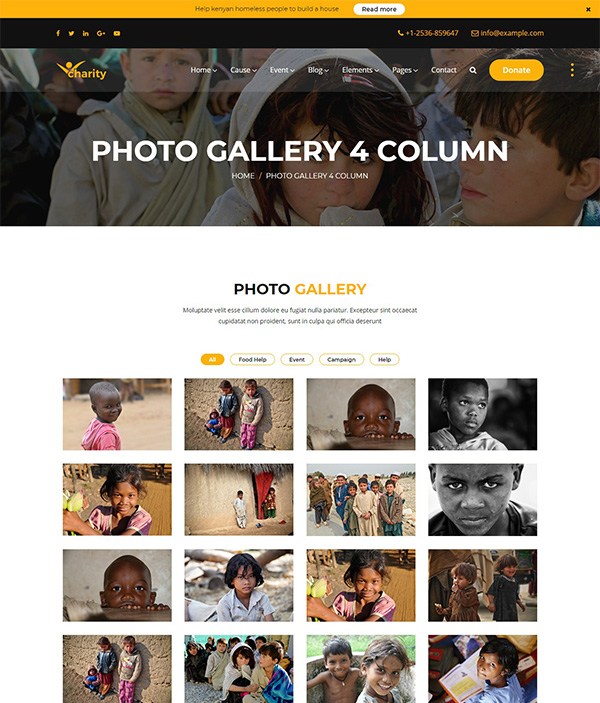 Help kenyan homeless people to build a house Read more
+1-2536-859647 info@example.com
charity Home Cause Event Blog Elements Pages Contact Donate
PHOTO GALLERY 4 COLUMN
HOME / PHOTO GALLERY 4 COLUMN
PHOTO GALLERY
Moluptate velit esse cillum dolore eu fugiat nulla pariatur. Excepteur sint occaecat
cupidatat non proident, sunt in culpa qui officia deserunt
All Food Help Event Campaign Help